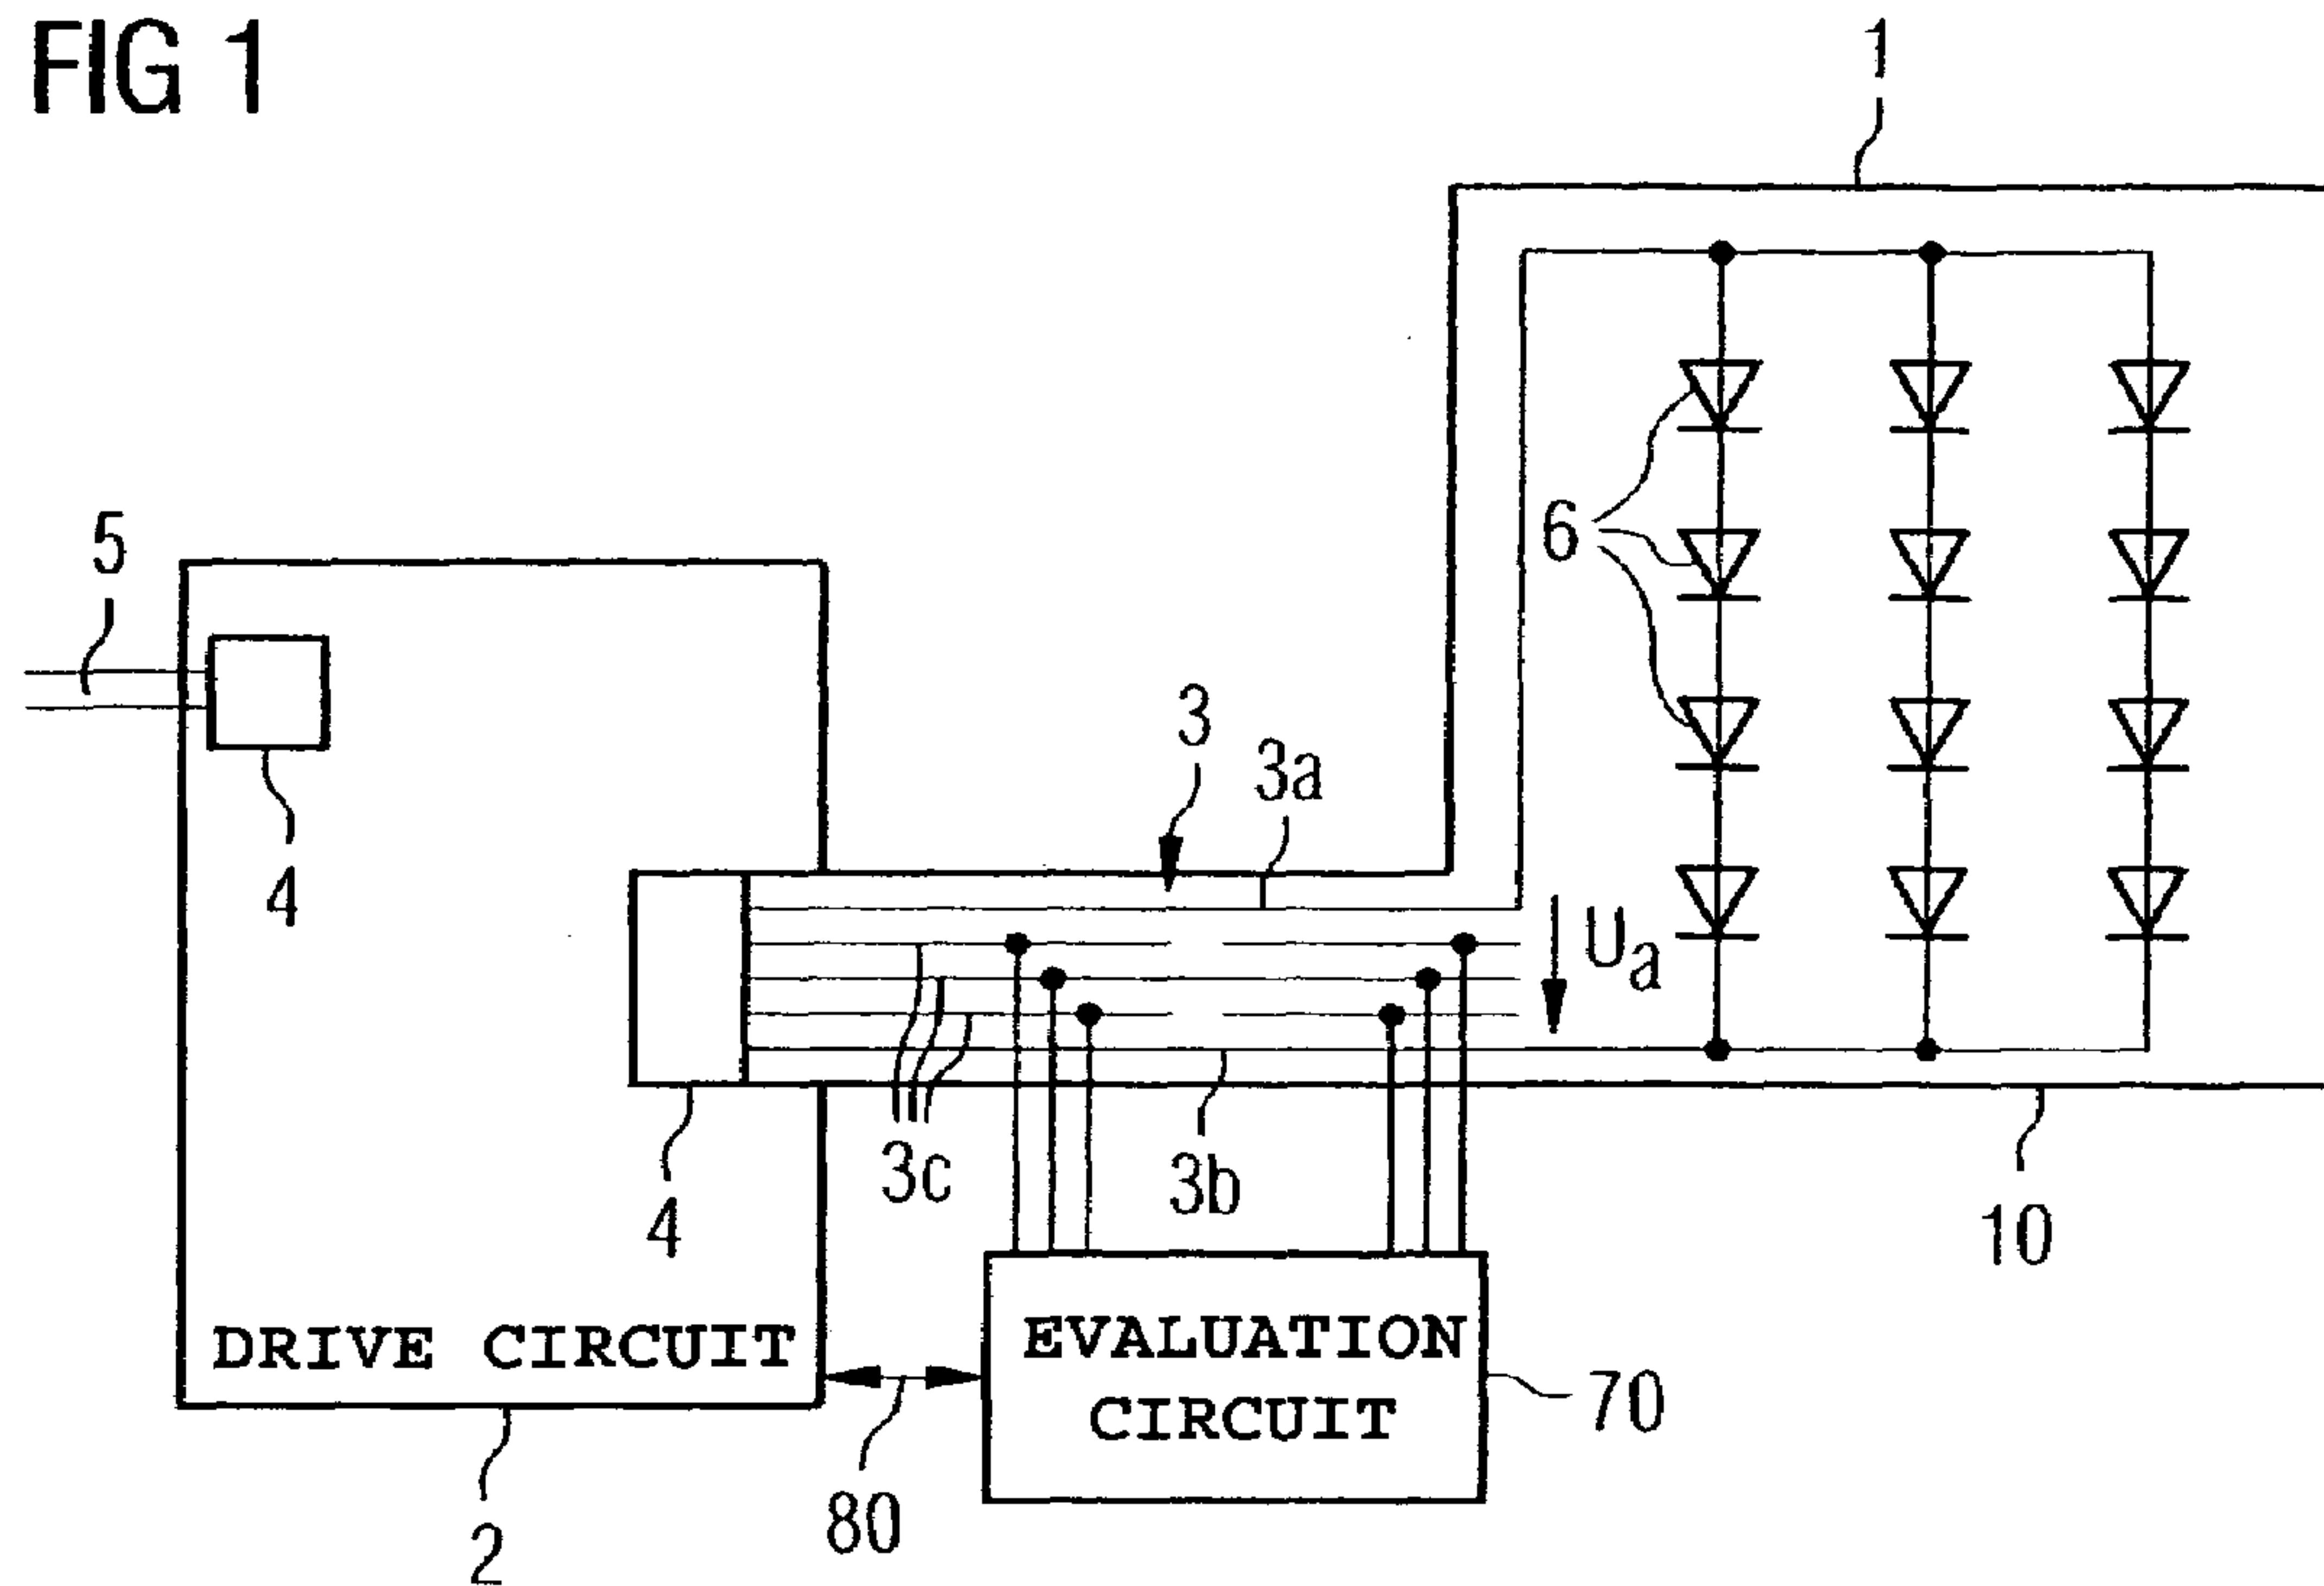 FIG 1
1
5
6
3
3a
4
Ua
3c
3b
4
10
DRIVE CIRCUIT
EVALUATION
CIRCUIT
70
80
2